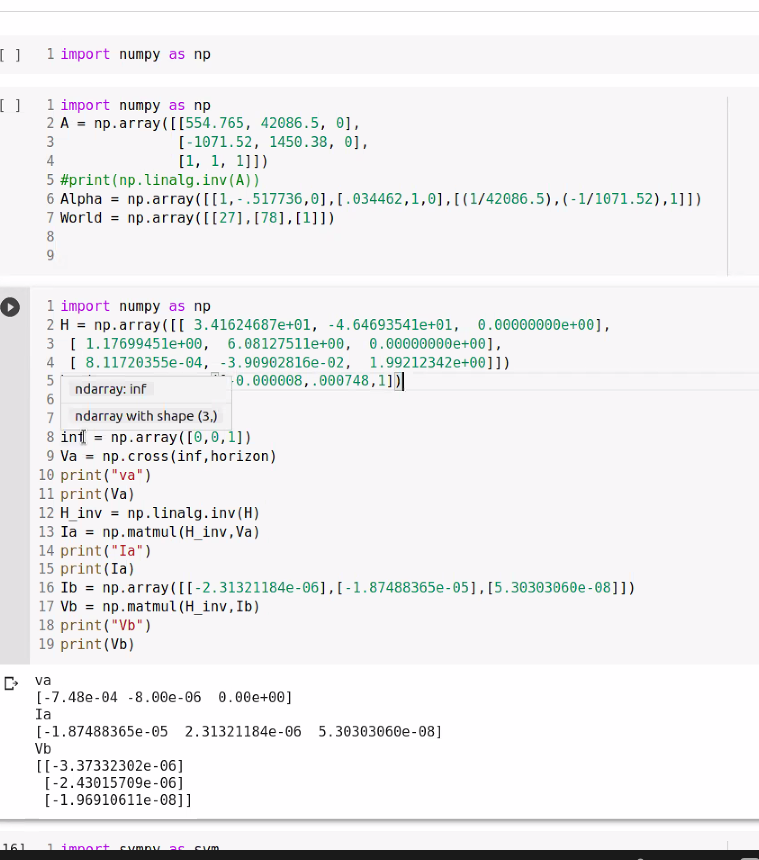 [ ] 1 import numpy as np
[ ] 1 import numpy as np
2 A = np.array([[554.765, 42086.5, 0],
3 [-1071.52, 1450.38, 0],
4 [1, 1, 1]])
5 #print(np.linalg.inv(A))
6 Alpha = np.array([[1,-.517736,0],[.034462,1,0],[(1/42086.5),(-1/1071.52),1]])
7 World = np.array([[27],[78],[1]])
8
9
1 import numpy as np
2 H = np.array([[ 3.41624687e+01, -4.64693541e+01, 0.00000000e+00],
3 [ 1.17699451e+00, 6.08127511e+00, 0.00000000e+00],
4 [ 8.11720355e-04, -3.90902816e-02, 1.99212342e+00]])
5 0.000008,.000748,1])
ndarray: inf
6
ndarray with shape (3,)
7
8 inf = np.array([0,0,1])
9 Va = np.cross(inf,horizon)
10 print("va")
11 print(Va)
12 H_inv = np.linalg.inv(H)
13 Ia = np.matmul(H_inv,Va)
14 print("Ia")
15 print(Ia)
16 Ib = np.array([[-2.31321184e-06],[-1.87488365e-05],[5.30303060e-08]])
17 Vb = np.matmul(H_inv,Ib)
18 print("Vb")
19 print(Vb)
va
[-7.48e-04 -8.00e-06 0.00e+00]
Ia
[-1.87488365e-05 2.31321184e-06 5.30303060e-08]
Vb
[[-3.37332302e-06]
[-2.43015709e-06]
[-1.96910611e-08]]
16] 1 import sympy as sym